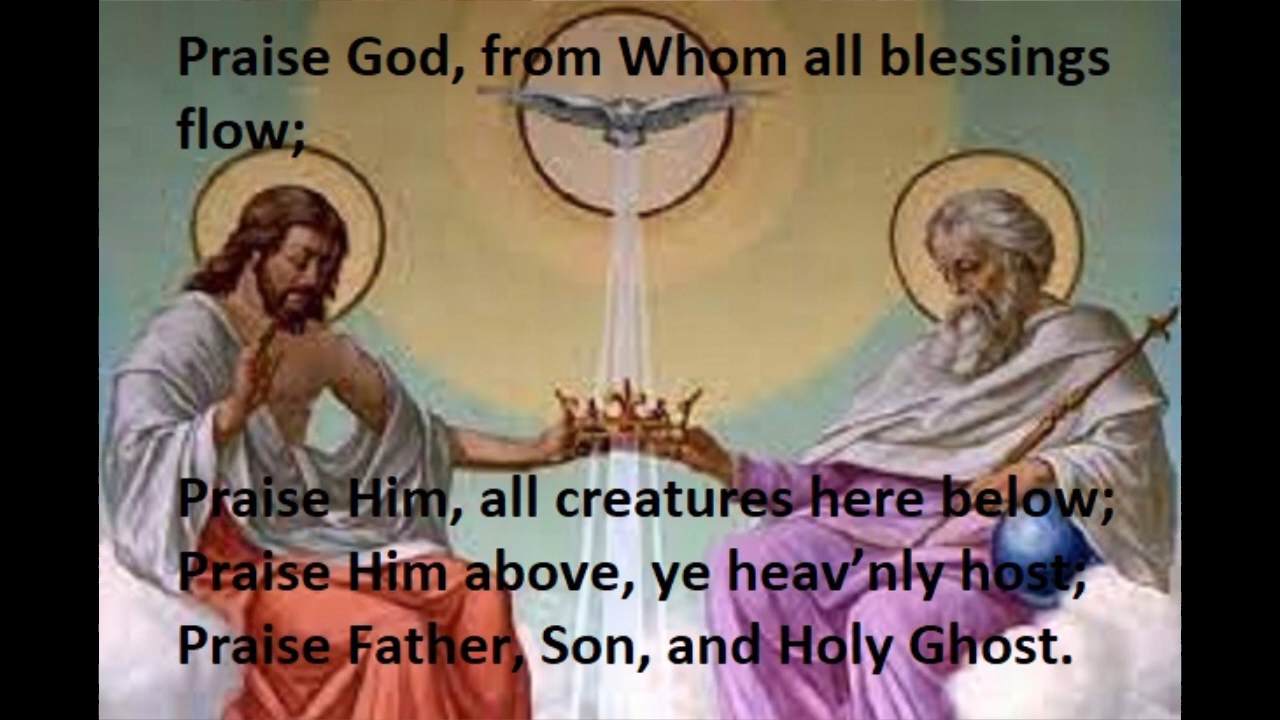 Praise God, from Whom all blessings
flow;
Praise Him, all creatures here below;
Praise Him above, ye heav’nly host;
Praise Father, Son, and Holy Ghost.